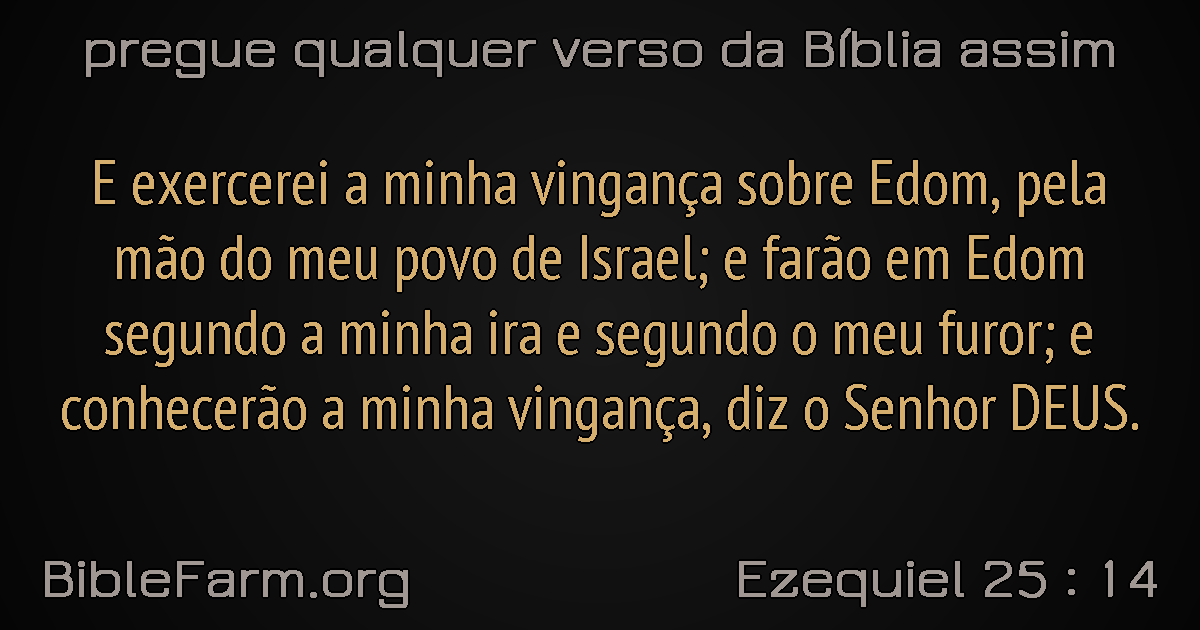 pregue qualquer verso da Bíblia assim
E exercerei a minha vingança sobre Edom, pela
mão do meu povo de Israel; e farão em Edom
segundo a minha ira e segundo o meu furor; e
conhecerão a minha vingança, diz o Senhor DEUS.
BibleFarm.org
Ezequiel 25 : 14